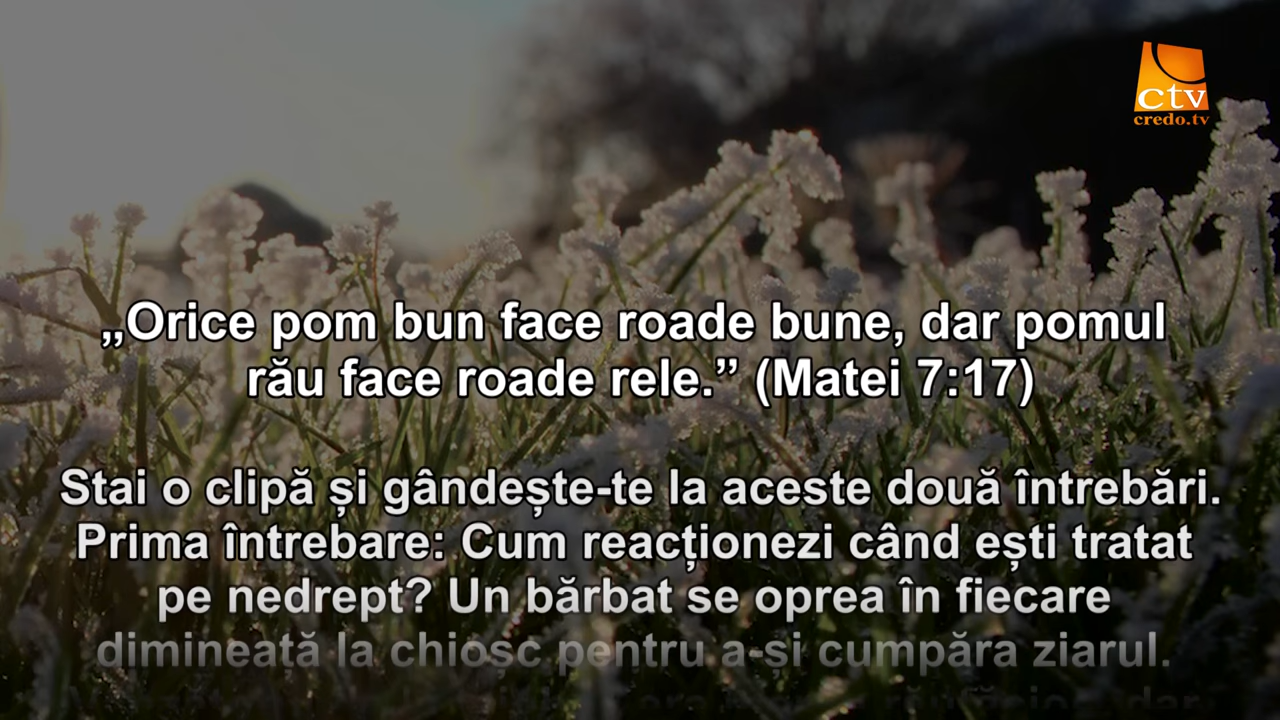 ctv
credo.tv
„Orice pom bun face roade bune, dar pomul
rău face roade rele.” (Matei 7:17)
Stai o clipă și gândește-te la aceste două întrebări.
Prima întrebare: Cum reacționezi când ești tratat
pe nedrept? Un bărbat se oprea în fiecare
dimineață la chioșc pentru a-și cumpăra ziarul.
dar